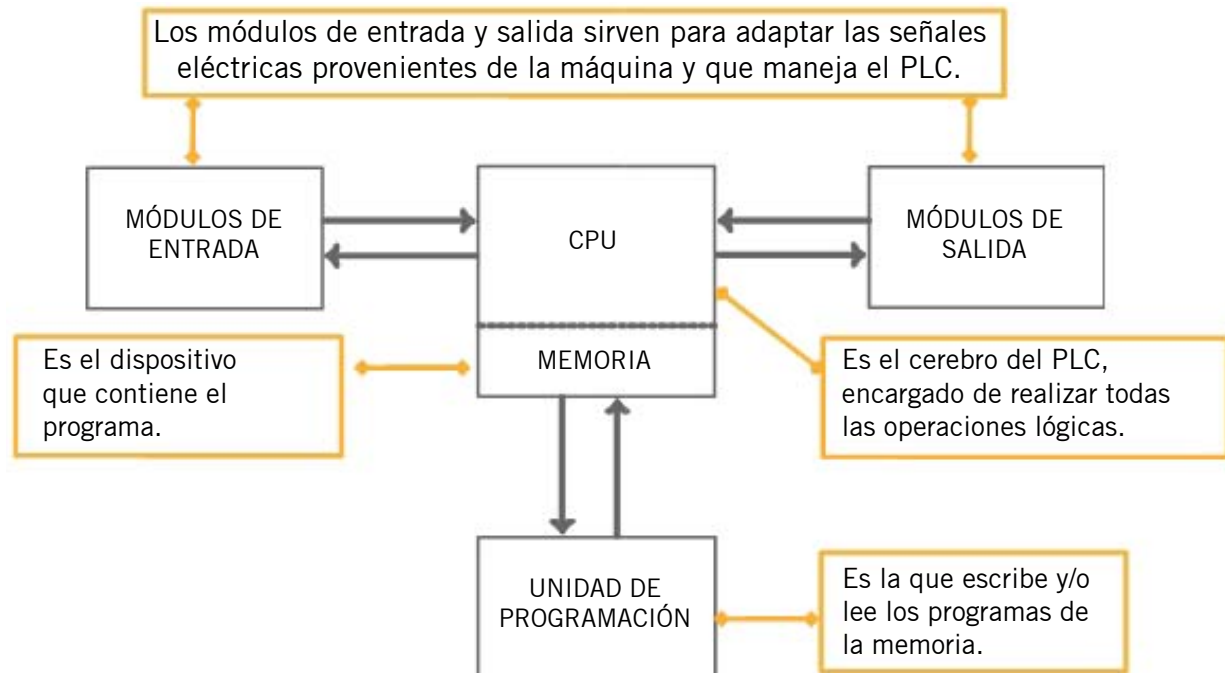 Los módulos de entrada y salida sirven para adaptar las señales
eléctricas provenientes de la máquina y que maneja el PLC.
MÓDULOS DE
ENTRADA
CPU
MÓDULOS DE
SALIDA
Es el dispositivo
que contiene el
programa.
MEMORIA
Es el cerebro del PLC,
encargado de realizar todas
las operaciones lógicas.
UNIDAD DE
PROGRAMACIÓN
Es la que escribe y/o
lee los programas de
la memoria.